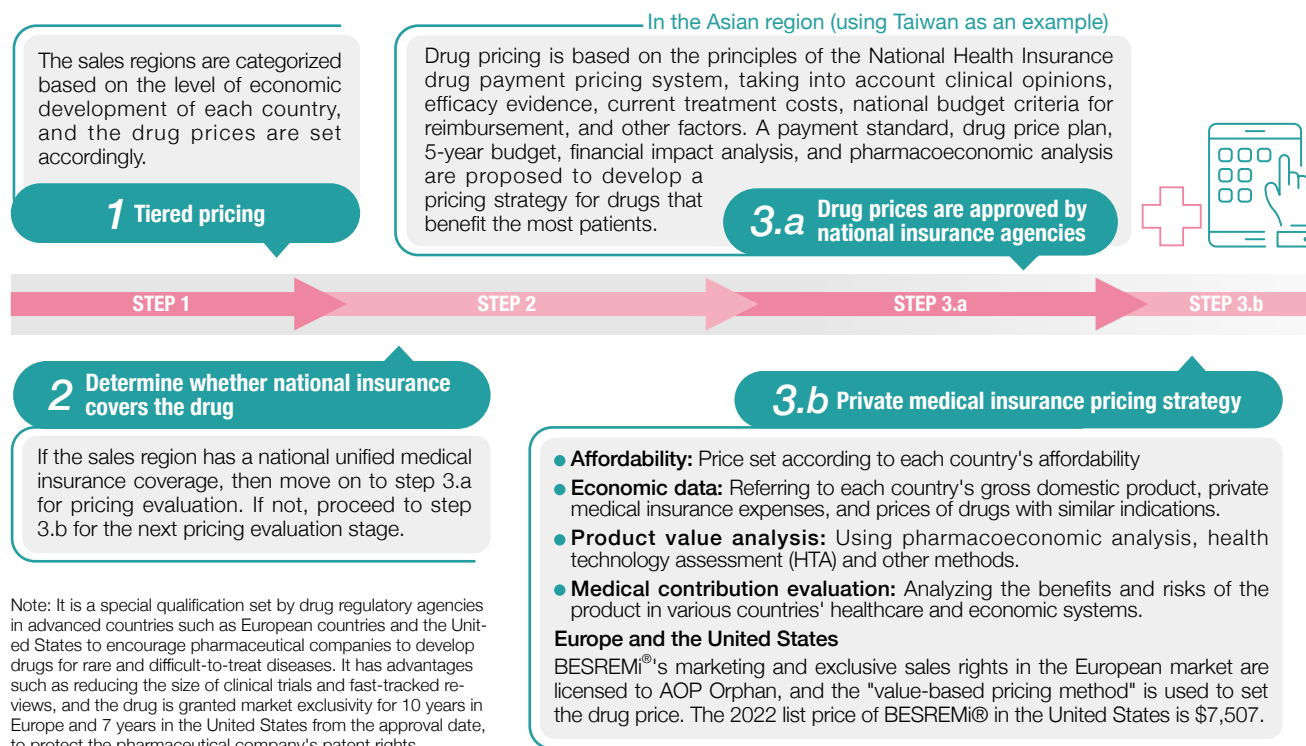 The sales regions are categorized
based on the level of economic
development of each country,
and the drug prices are set
accordingly.
1 Tiered pricing
In the Asian region (using Taiwan as an example)
Drug pricing is based on the principles of the National Health Insurance
drug payment pricing system, taking into account clinical opinions,
efficacy evidence, current treatment costs, national budget criteria for
reimbursement, and other factors. A payment standard, drug price plan,
5-year budget, financial impact analysis, and pharmacoeconomic analysis
are proposed to develop a
pricing strategy for drugs that
benefit the most patients.
3.a Drug prices are approved by
national insurance agencies
STEP 1
STEP 2
STEP 3.a
STEP 3.b
2 Determine whether national insurance
covers the drug
If the sales region has a national unified medical
insurance coverage, then move on to step 3.a
for pricing evaluation. If not, proceed to step
3.b for the next pricing evaluation stage.
Note: It is a special qualification set by drug regulatory agencies
in advanced countries such as European countries and the Unit-
ed States to encourage pharmaceutical companies to develop
drugs for rare and difficult-to-treat diseases. It has advantages
such as reducing the size of clinical trials and fast-tracked re-
views, and the drug is granted market exclusivity for 10 years in
Europe and 7 years in the United States from the approval date,
to protect the pharmaceutical company's patent rights
3.b Private medical insurance pricing strategy
● Affordability: Price set according to each country's affordability
● Economic data: Referring to each country's gross domestic product, private
medical insurance expenses, and prices of drugs with similar indications.
● Product value analysis: Using pharmacoeconomic analysis, health
technology assessment (HTA) and other methods.
● Medical contribution evaluation: Analyzing the benefits and risks of the
product in various countries' healthcare and economic systems.
Europe and the United States
BESREMi®'s marketing and exclusive sales rights in the European market are
licensed to AOP Orphan, and the "value-based pricing method" is used to set
the drug price. The 2022 list price of BESREMi® in the United States is $7,507.